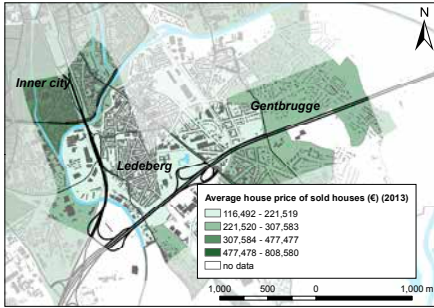 N
Inner city
Gentbrugge
Ledeberg
Average house price of sold houses (€) (2013)
116,492 - 221,519
221,520 - 307,583
307,584 - 477,477
477,478 - 808,580
no data
1,000 500 0 1,000 m